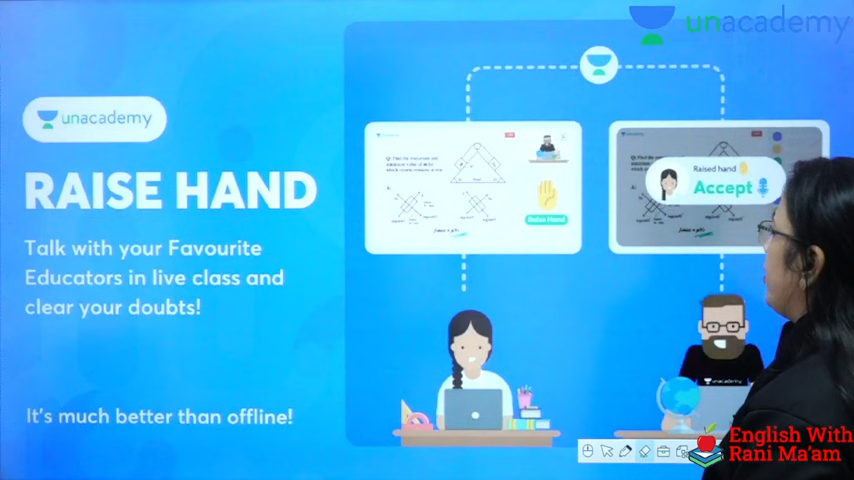 unacademy
unacademy
RAISE HAND
Talk with your Favourite
Educators in live class and
clear your doubts!
It's much better than offline!
Raise Hand
Raised hand
Accept
unacademy
English With
Rani Ma'am